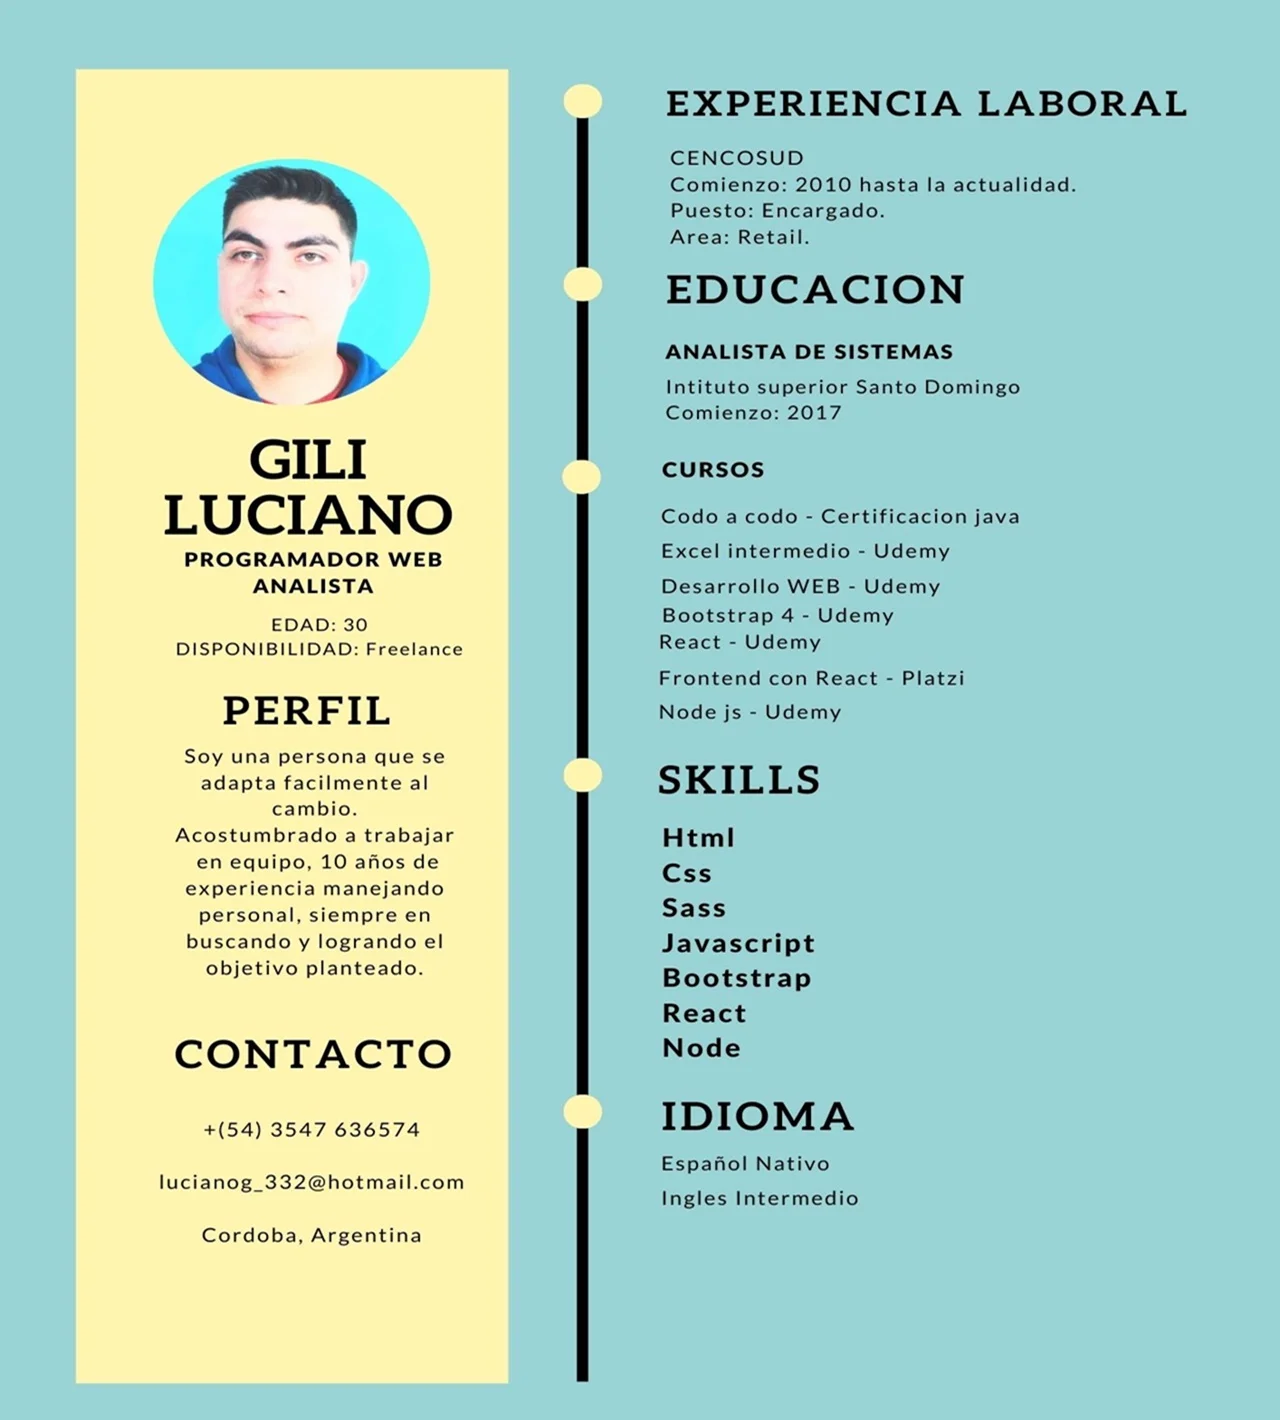 GILI
LUCIANO
PROGRAMADOR WEB
ANALISTA
EDAD: 30
DISPONIBILIDAD: Freelance
PERFIL
Soy una persona que se
adapta facilmente al
cambio.
Acostumbrado a trabajar
en equipo, 10 años de
experiencia manejando
personal, siempre en
buscando y logrando el
objetivo planteado.
CONTACTO
+(54) 3547 636574
lucianog_332@hotmail.com
Cordoba, Argentina
EXPERIENCIA LABORAL
CENCOSUD
Comienzo: 2010 hasta la actualidad.
Puesto: Encargado.
Area: Retail.
EDUCACION
ANALISTA DE SISTEMAS
Intituto superior Santo Domingo
Comienzo: 2017
CURSOS
Codo a codo - Certificacion java
Excel intermedio - Udemy
Desarrollo WEB - Udemy
Bootstrap 4 - Udemy
React - Udemy
Frontend con React - Platzi
Node js - Udemy
SKILLS
Html
Css
Sass
Javascript
Bootstrap
React
Node
IDIOMA
Español Nativo
Ingles Intermedio